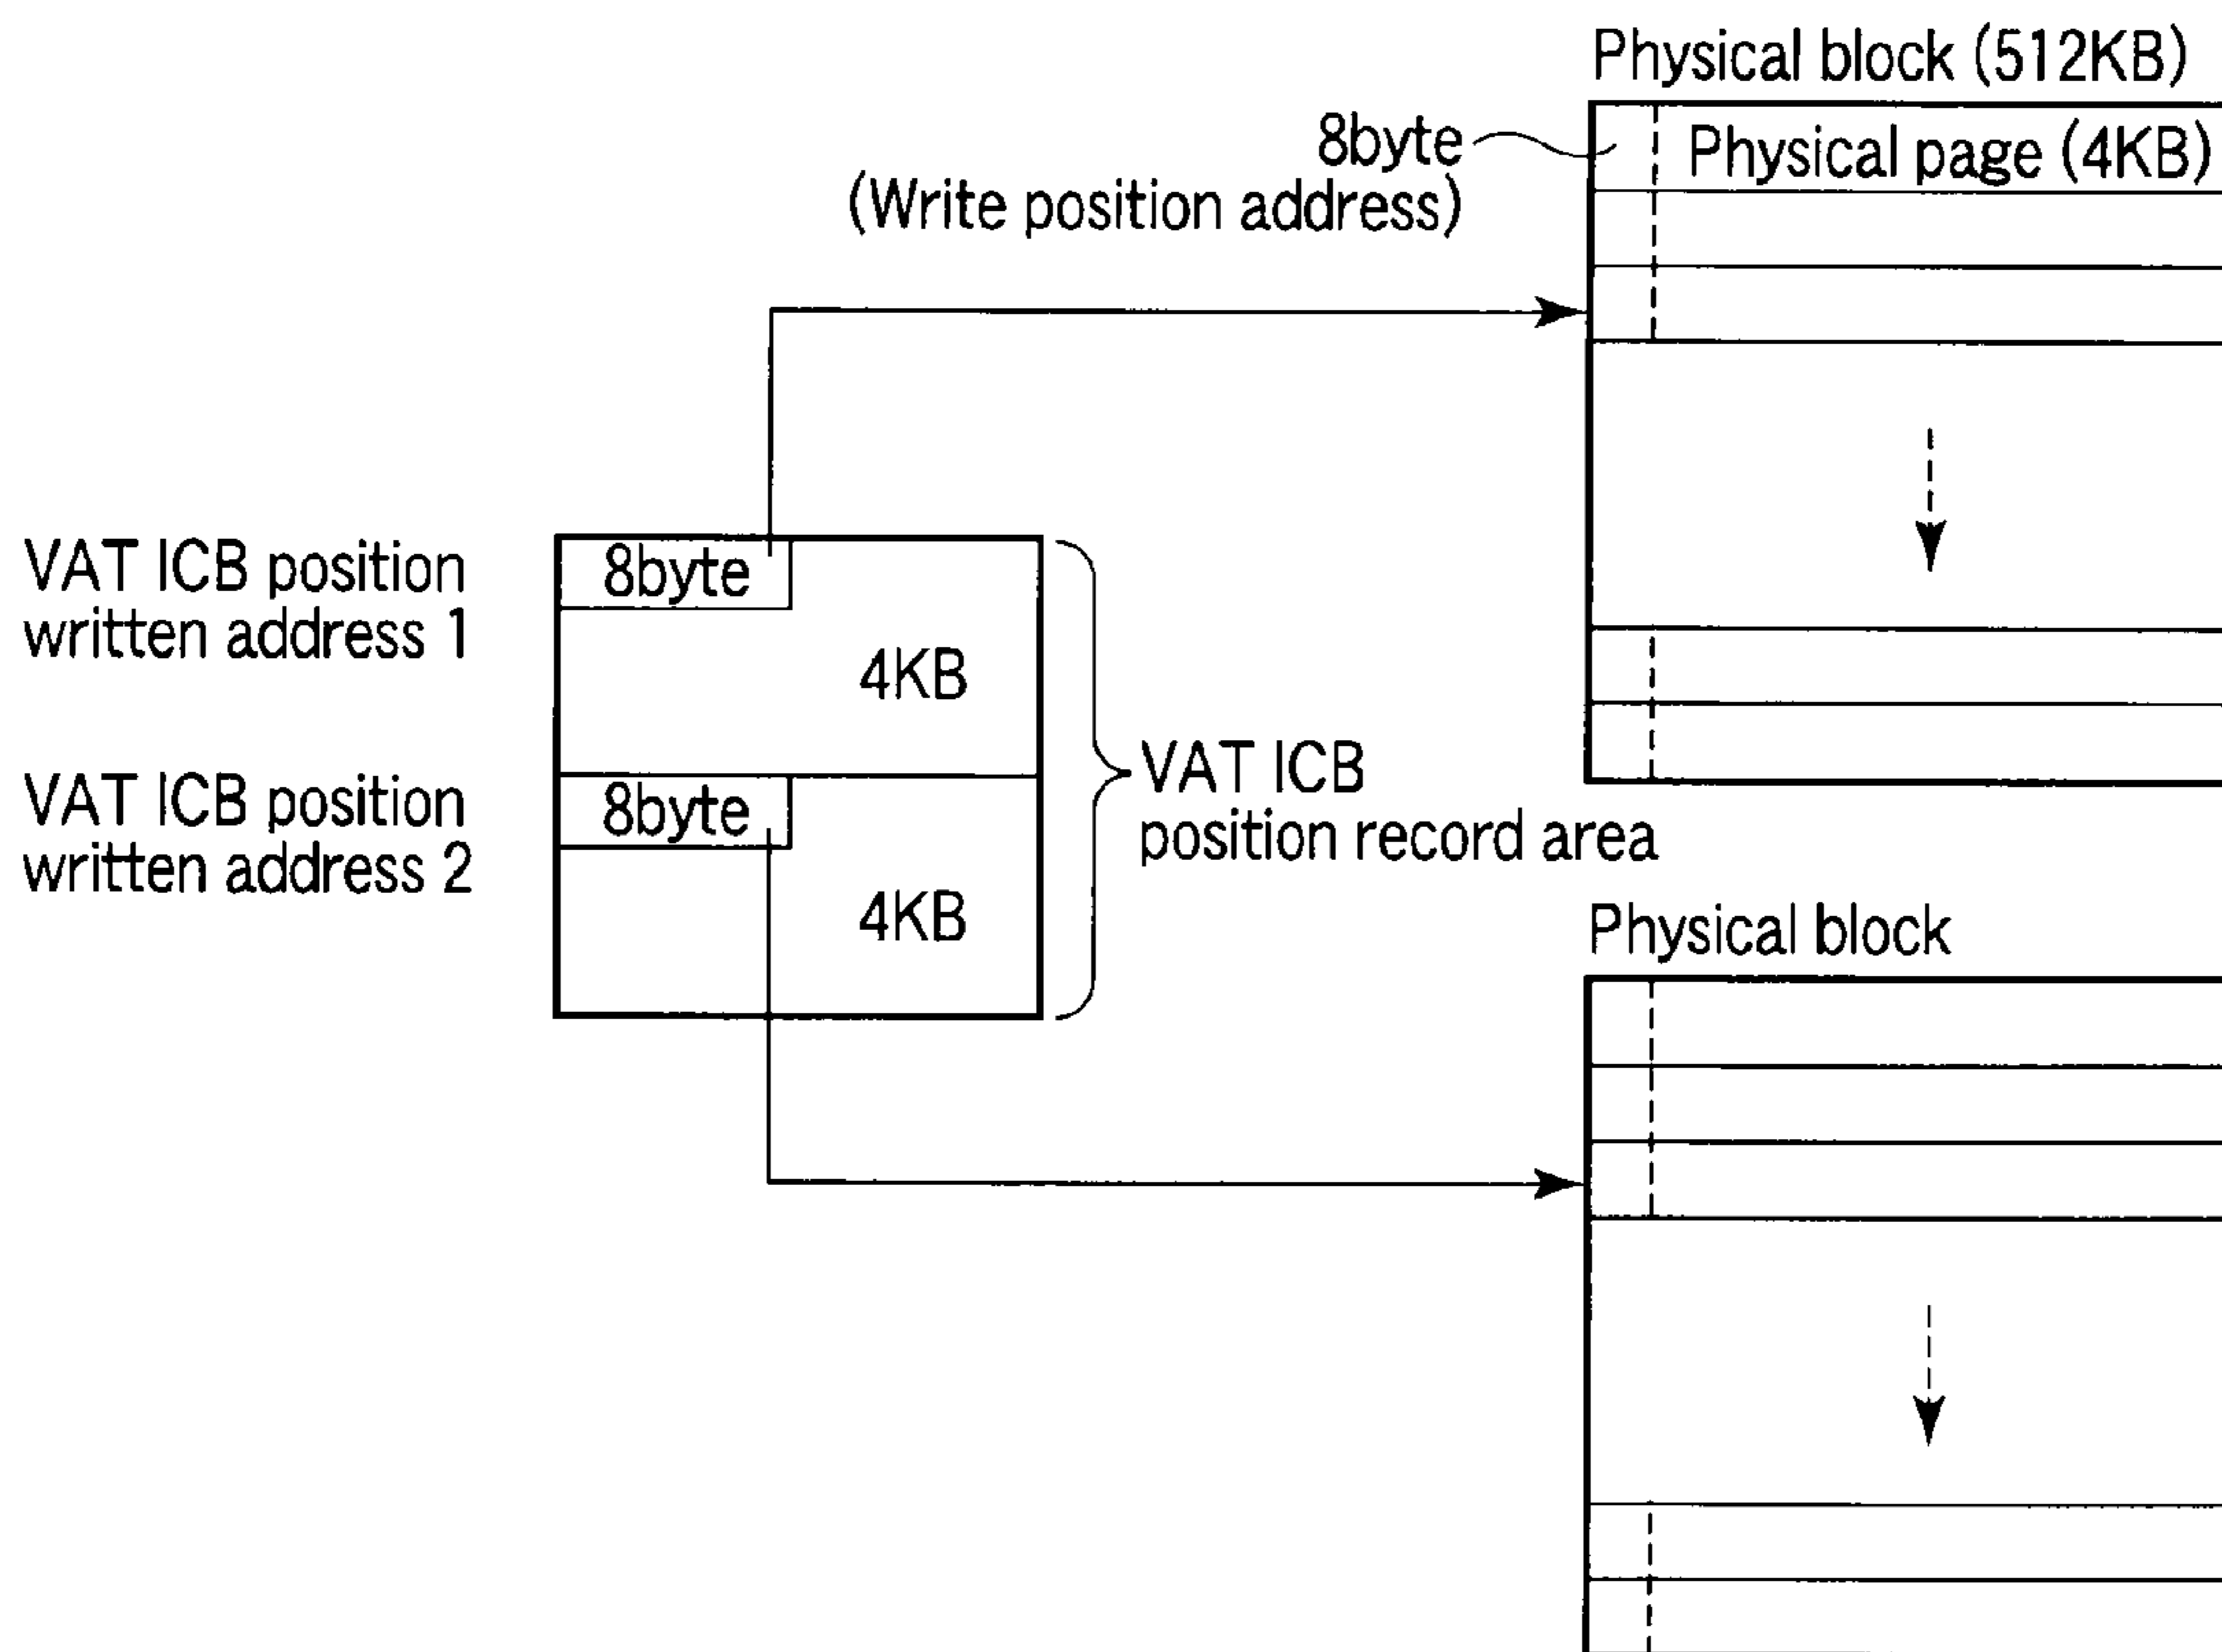 Physical block (512KB)
8byte
(Write position address)
Physical page (4KB)
VAT ICB position
written address 1
8byte
4KB
VAT ICB position
written address 2
8byte
4KB
VAT ICB
position record area
Physical block